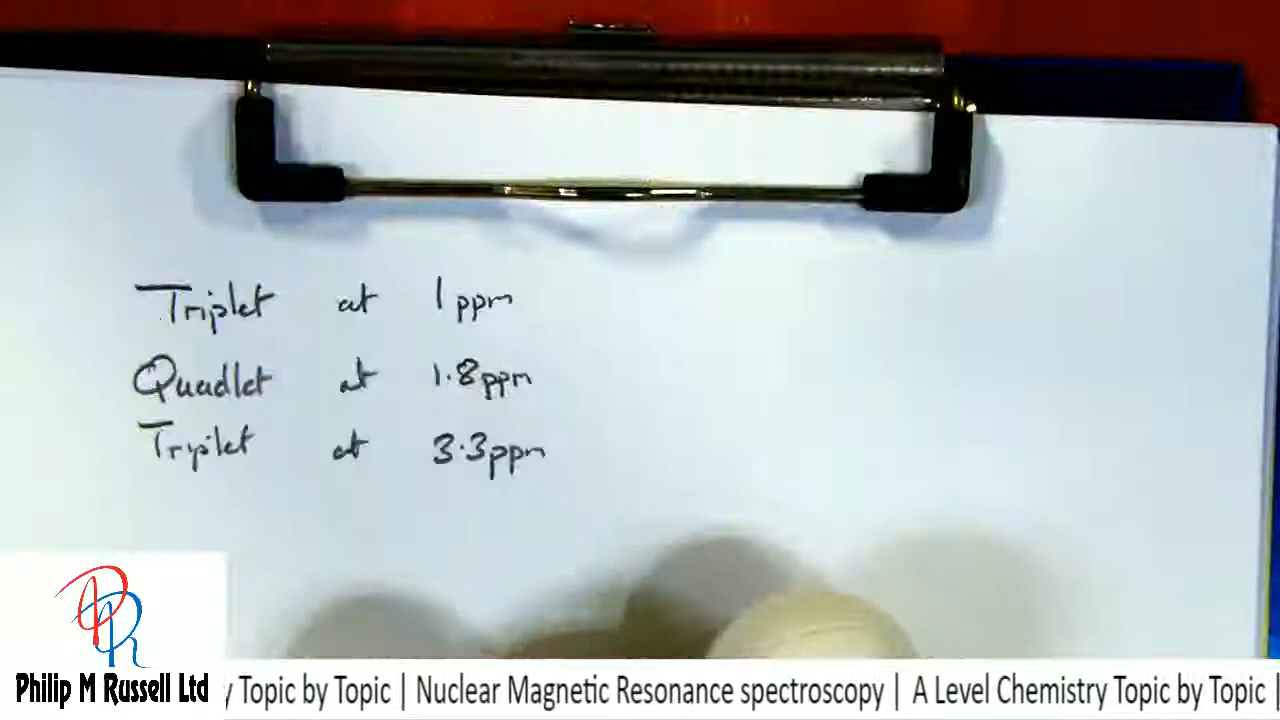 Triplet at 1ppm
Quadlet at 1.8ppm
Triplet at 3.3ppm
PR
Philip M Russell Ltd
y Topic by Topic | Nuclear Magnetic Resonance spectroscopy | A Level Chemistry Topic by Topic |